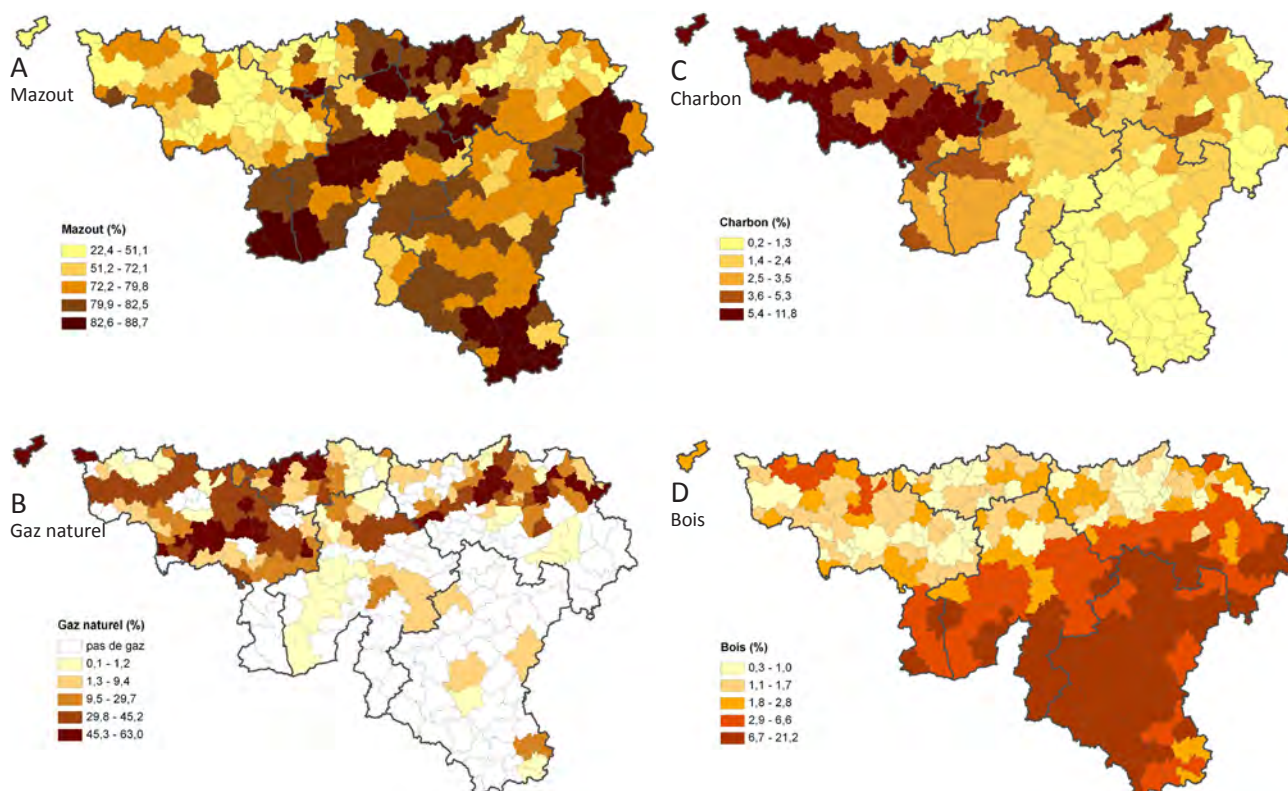 A
Mazout
Mazout (%)
22,4 - 51,1
51,2 - 72,1
72,2 - 79,8
79,9 - 82,5
82,6 - 88,7
C
Charbon
Charbon (%)
0,2 - 1,3
1,4 - 2,4
2,5 - 3,5
3,6 - 5,3
5,4 - 11,8
B
Gaz naturel
Gaz naturel (%)
pas de gaz
0,1 - 1,2
1,3 - 9,4
9,5 - 29,7
29,8 - 45,2
45,3 - 63,0
D
Bois
Bois (%)
0,3 - 1,0
1,1 - 1,7
1,8 - 2,8
2,9 - 6,6
6,7 - 21,2